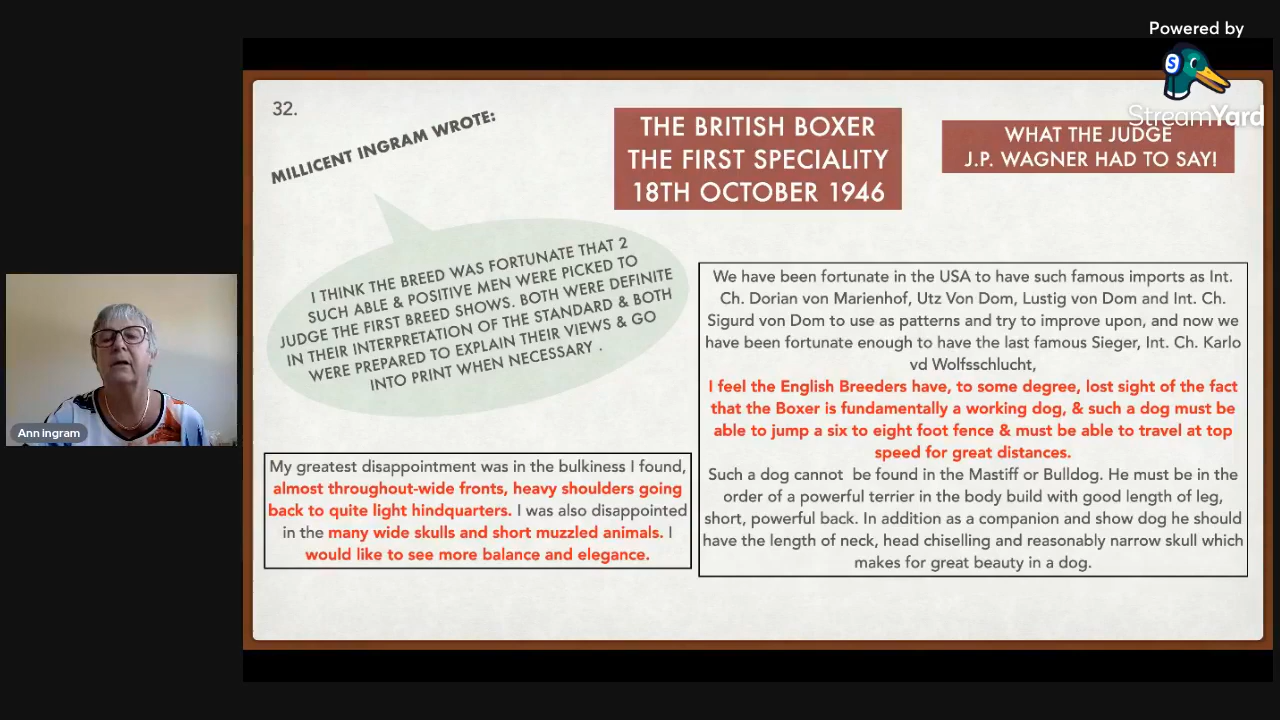 Powered by
StreamYard
32.
MILLICENT INGRAM WROTE:
THE BRITISH BOXER
THE FIRST SPECIALITY
18TH OCTOBER 1946
WHAT THE JUDGE
J.P. WAGNER HAD TO SAY!
I THINK THE BREED WAS FORTUNATE THAT 2
SUCH ABLE & POSITIVE MEN WERE PICKED TO
JUDGE THE FIRST BREED SHOWS. BOTH WERE DEFINITE
IN THEIR INTERPRETATION OF THE STANDARD & BOTH
WERE PREPARED TO EXPLAIN THEIR VIEWS & GO
INTO PRINT WHEN NECESSARY .
We have been fortunate in the USA to have such famous imports as Int.
Ch. Dorian von Marienhof, Utz Von Dom, Lustig von Dom and Int. Ch.
Sigurd von Dom to use as patterns and try to improve upon, and now we
have been fortunate enough to have the last famous Sieger, Int. Ch. Karlo
vd Wolfsschlucht,
I feel the English Breeders have, to some degree, lost sight of the fact
that the Boxer is fundamentally a working dog, & such a dog must be
able to jump a six to eight foot fence & must be able to travel at top
speed for great distances.
Such a dog cannot be found in the Mastiff or Bulldog. He must be in the
order of a powerful terrier in the body build with good length of leg,
short, powerful back. In addition as a companion and show dog he should
have the length of neck, head chiselling and reasonably narrow skull which
makes for great beauty in a dog.
My greatest disappointment was in the bulkiness I found,
almost throughout-wide fronts, heavy shoulders going
back to quite light hindquarters. I was also disappointed
in the many wide skulls and short muzzled animals. I
would like to see more balance and elegance.
Ann ingram